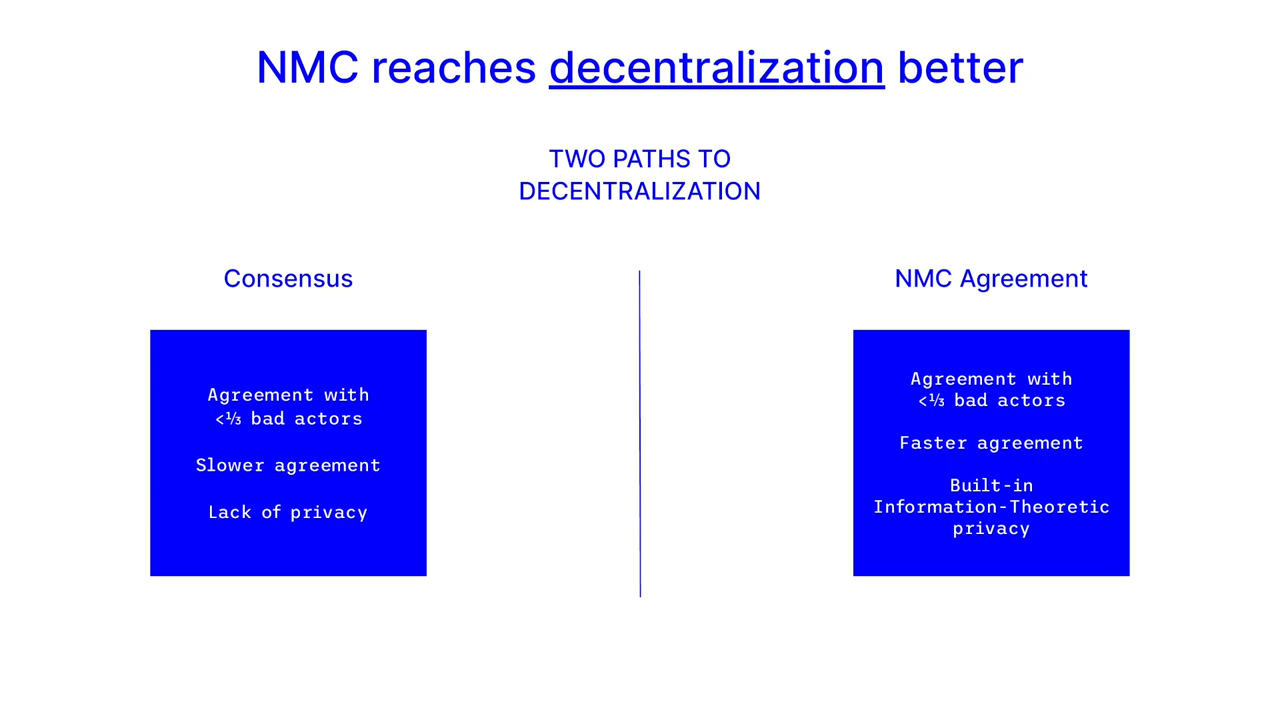 NMC reaches decentralization better
TWO PATHS TO
DECENTRALIZATION
Consensus
Agreement with
<⅓ bad actors
Slower agreement
Lack of privacy
NMC Agreement
Agreement with
<⅓ bad actors
Faster agreement
Built-in
Information-Theoretic
privacy